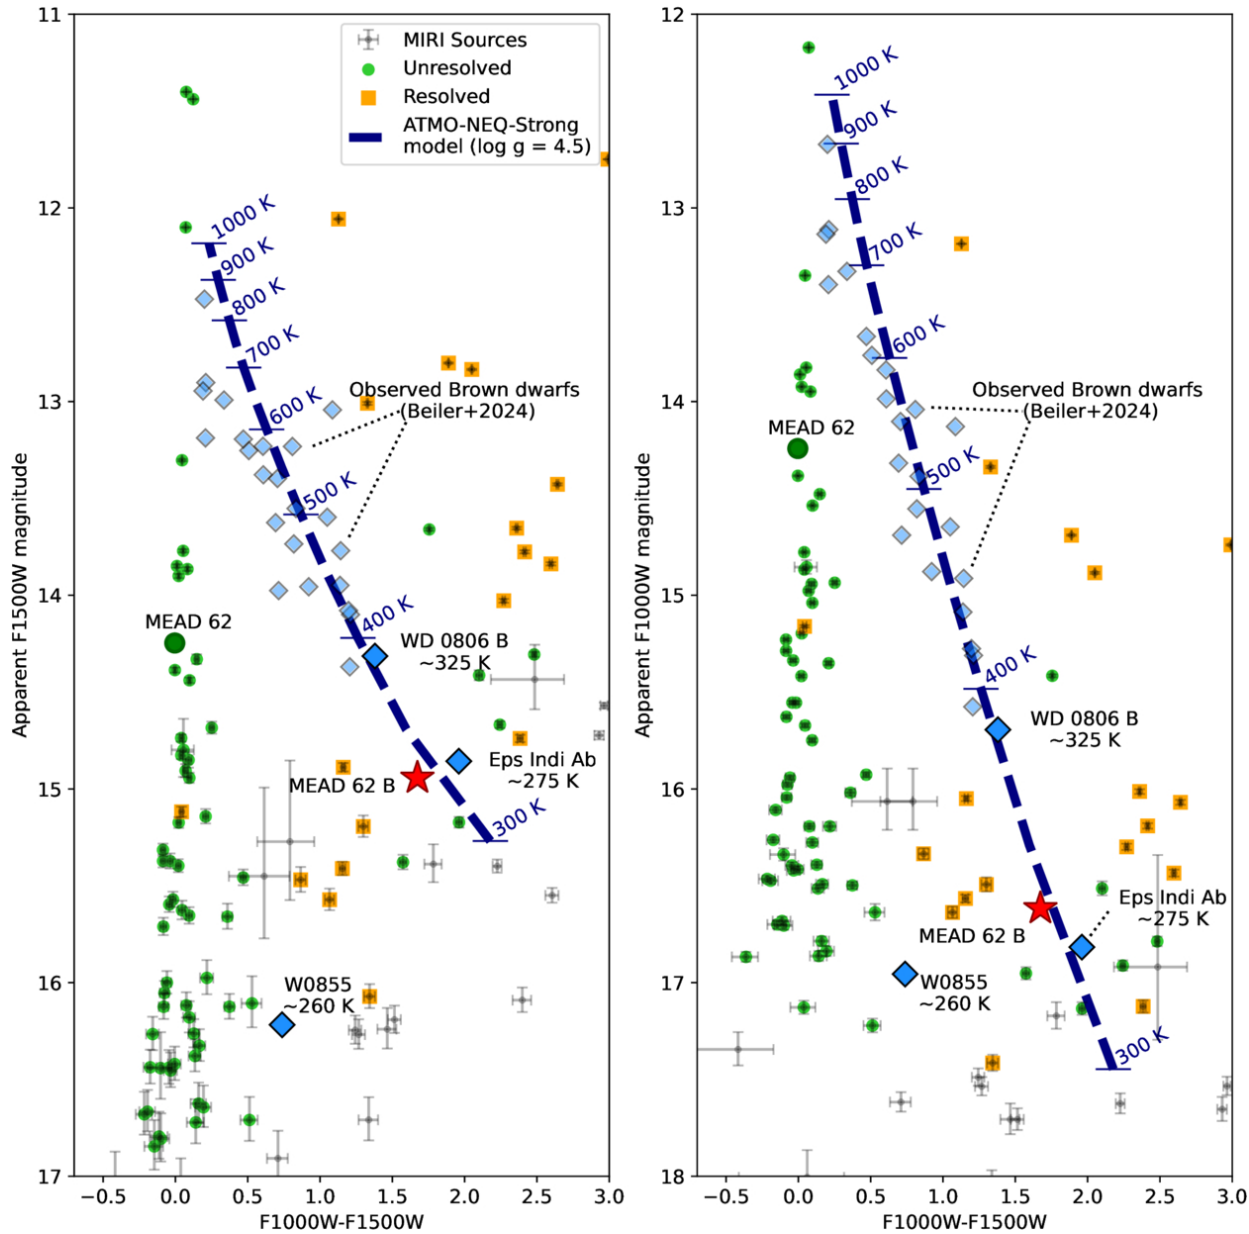 11
12
13
14
15
16
17
Apparent F1500W magnitude
−0.5
0.0
0.5
1.0
1.5
2.0
2.5
3.0
F1000W-F1500W
MIRI Sources
Unresolved
Resolved
ATMO-NEQ-Strong
model (log g = 4.5)
1000 K
900 K
800 K
700 K
600 K
500 K
400 K
300 K
Observed Brown dwarfs
(Beiler+2024)
MEAD 62
WD 0806 B
~325 K
Eps Indi Ab
~275 K
MEAD 62 B
W0855
~260 K
12
13
14
15
16
17
18
Apparent F1000W magnitude
−0.5
0.0
0.5
1.0
1.5
2.0
2.5
3.0
F1000W-F1500W
1000 K
900 K
800 K
700 K
600 K
500 K
400 K
300 K
Observed Brown dwarfs
(Beiler+2024)
MEAD 62
WD 0806 B
~325 K
Eps Indi Ab
~275 K
MEAD 62 B
W0855
~260 K